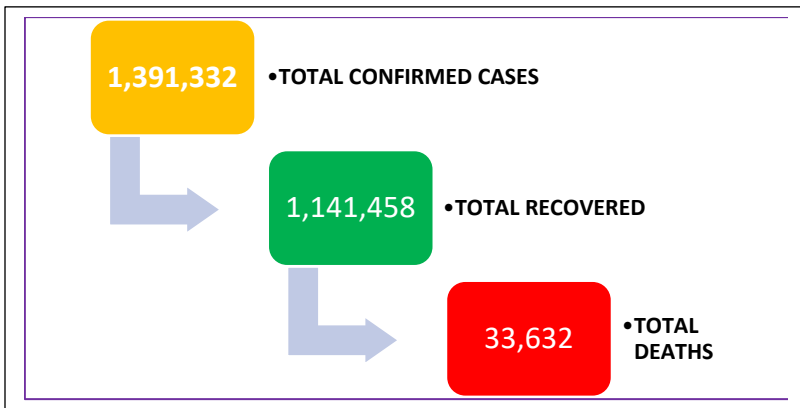 1,391,332
•TOTAL CONFIRMED CASES
1,141,458
•TOTAL RECOVERED
33,632
•TOTAL
DEATHS